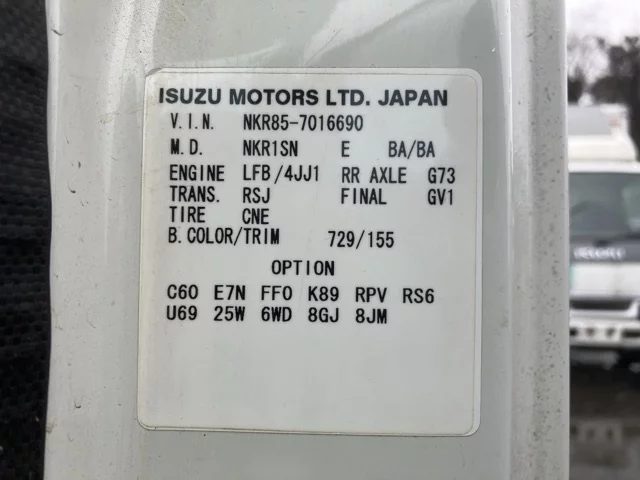 ISUZU MOTORS LTD. JAPAN
V.I.N. NKR85-7016690
M.D. NKR1SN E BA/BA
ENGINE LFB/4JJ1 RR AXLE G73
TRANS. RSJ FINAL GV1
TIRE CNE
B.COLOR/TRIM 729/155
OPTION
C60 E7N FF0 K89 RPV RS6
U69 25W 6WD 8GJ 8JM